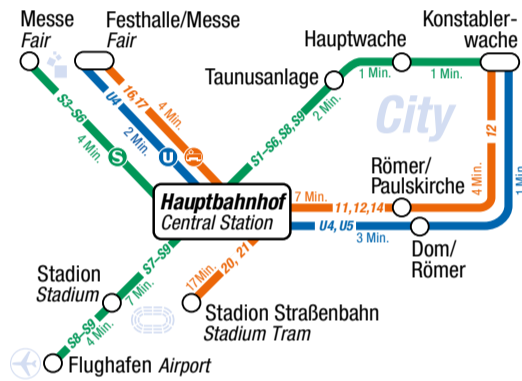 Messe
Fair
Festhalle/Messe
Fair
Konstabler-
wache
Hauptwache
Taunusanlage
1 Min.
1 Min.
2 Min.
S1–S6, S8, S9
S3–S6
4 Min.
S
U4
2 Min.
U
16,17
4 Min.
City
12
4 Min.
1 Min.
Römer/
Paulskirche
Hauptbahnhof
Central Station
7 Min.
11,12,14
U4, U5
3 Min.
Dom/
Römer
S7–S9
7 Min.
20, 21
17Min.
Stadion
Stadium
S8–S9
4 Min.
Stadion Straßenbahn
Stadium Tram
Flughafen Airport